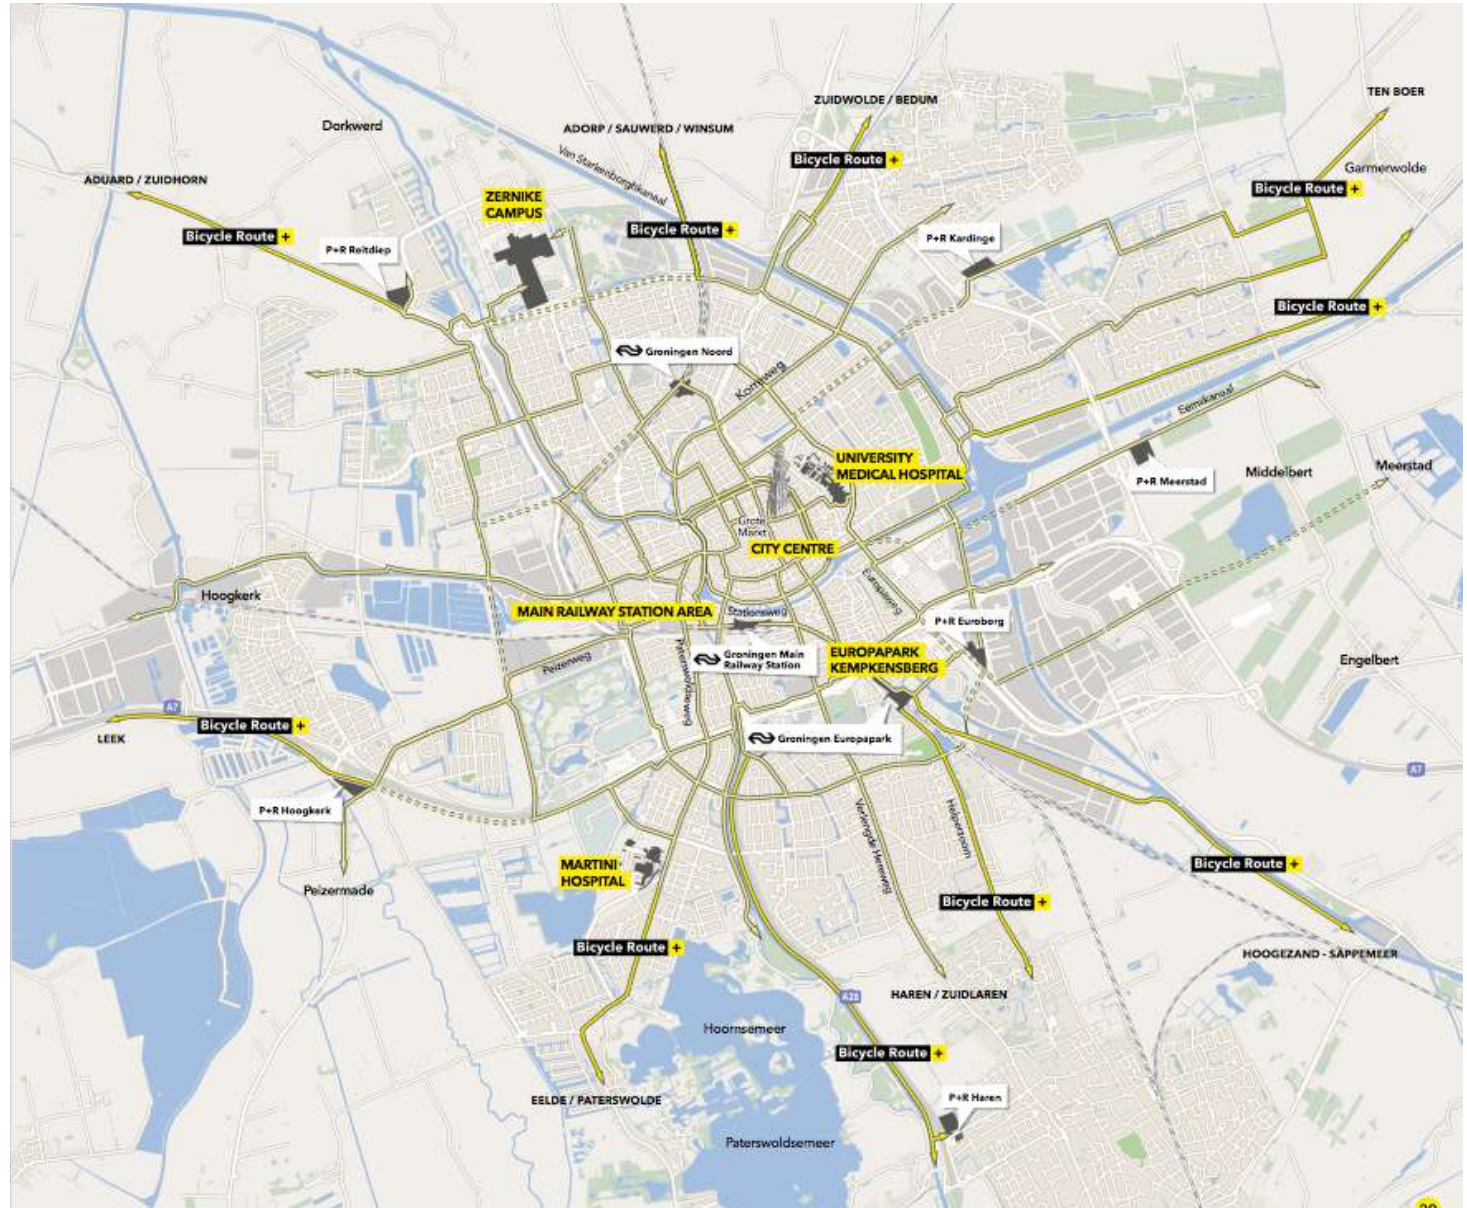 TEN BOER
ZUIDWOLDE / BEDUM
Dorkwerd
ADORP / SAUWERD / WINSUM
Van Starkenborghkanaal
Bicycle Route +
Garmerwolde
ADUARD / ZUIDHORN
ZERNIKE
CAMPUS
Bicycle Route +
Bicycle Route +
Bicycle Route +
P+R Reitdiep
P+R Kardinge
Bicycle Route +
Groningen Noord
Korreweg
Eemskanaal
UNIVERSITY
MEDICAL HOSPITAL
Middelbert
Meerstad
P+R Meerstad
Grote
Markt
CITY CENTRE
Hoogkerk
Europaweg
MAIN RAILWAY STATION AREA
Stationsweg
P+R Euroborg
Peizerweg
Paterswoldseweg
Groningen Main
Railway Station
EUROPAPARK
KEMPKENSBERG
Engelbert
A7
Bicycle Route +
LEEK
Groningen Europapark
A7
P+R Hoogkerk
Verlengde Hereweg
Helperzoom
MARTINI-
HOSPITAL
Bicycle Route +
Peizermade
Bicycle Route +
Bicycle Route +
HOOGEZAND - SAPPEMEER
A28
HAREN / ZUIDLAREN
Hoornsemeer
Bicycle Route +
EELDE / PATERSWOLDE
P+R Haren
Paterswoldsemeer